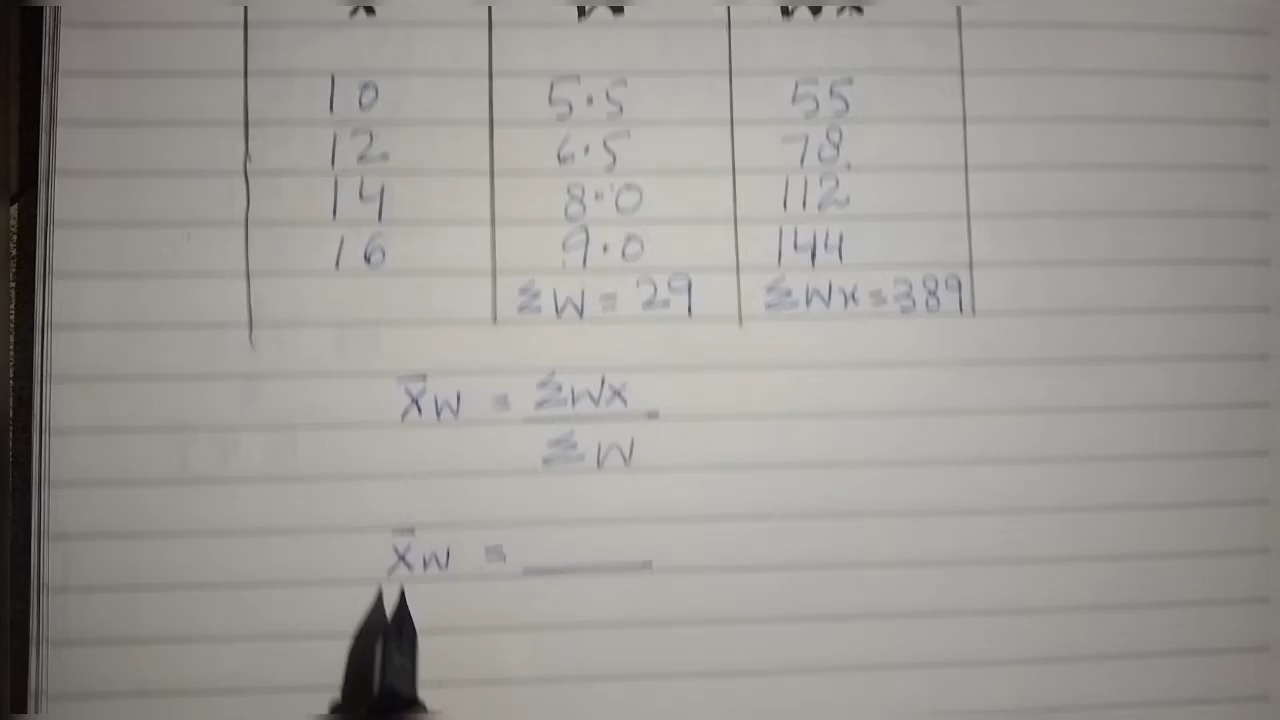 x W Wx
10 5.5 55
12 6.5 78
14 8.0 112
16 9.0 144
ΣW = 29 Σwx = 389
x̄w = Σwx
ΣW
x̄w =